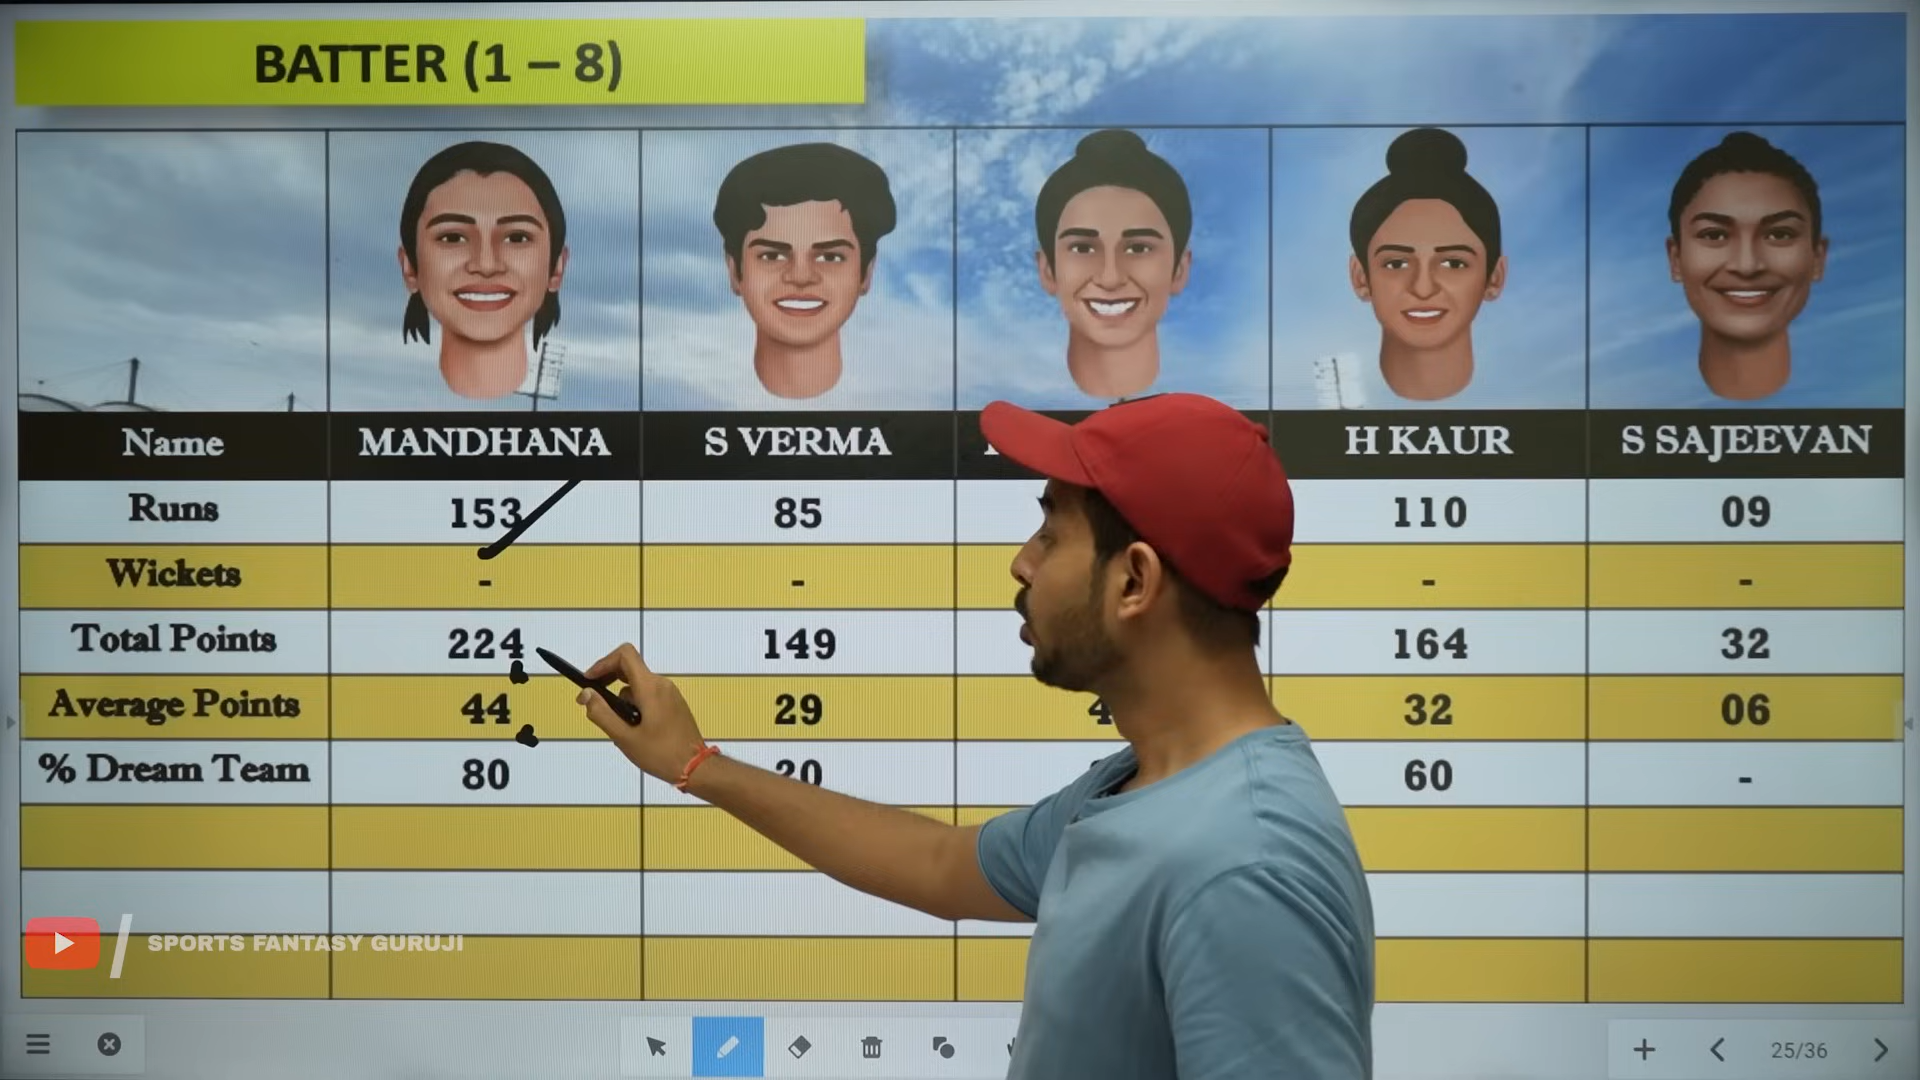 BATTER (1 – 8)
Name MANDHANA S VERMA H KAUR S SAJEEVAN
Runs 153 85 110 09
Wickets - - - -
Total Points 224 149 164 32
Average Points 44 29 4 32 06
% Dream Team 80 20 60 -
SPORTS FANTASY GURUJI
25/36